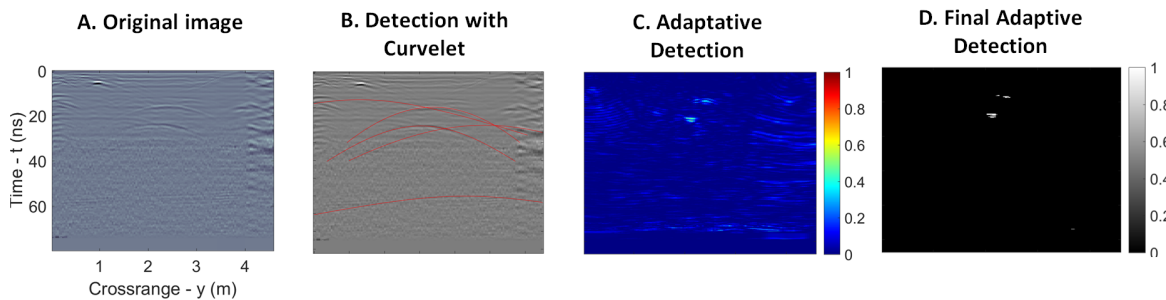 A. Original image
B. Detection with
Curvelet
C. Adaptative
Detection
D. Final Adaptive
Detection
0
20
40
60
Time - t (ns)
1
2
3
4
Crossrange - y (m)
1
0.8
0.6
0.4
0.2
0
1
0.8
0.6
0.4
0.2
0